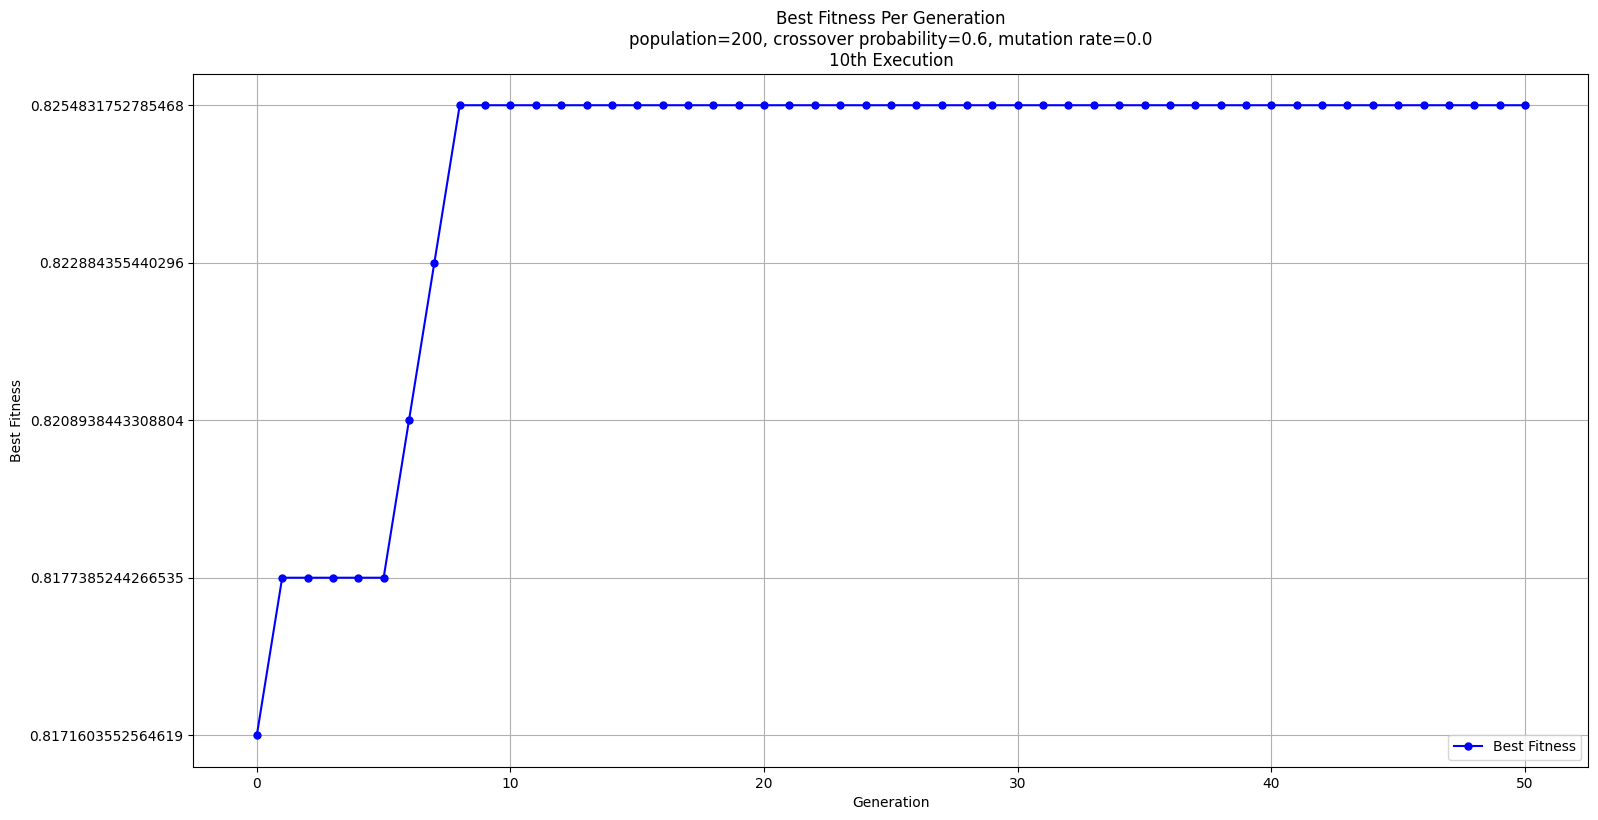 Best Fitness Per Generation
population=200, crossover probability=0.6, mutation rate=0.0
10th Execution
0.8254831752785468
0.822884355440296
0.8208938443308804
0.8177385244266535
0.8171603552564619
Best Fitness
Best Fitness
0 10 20 30 40 50
Generation